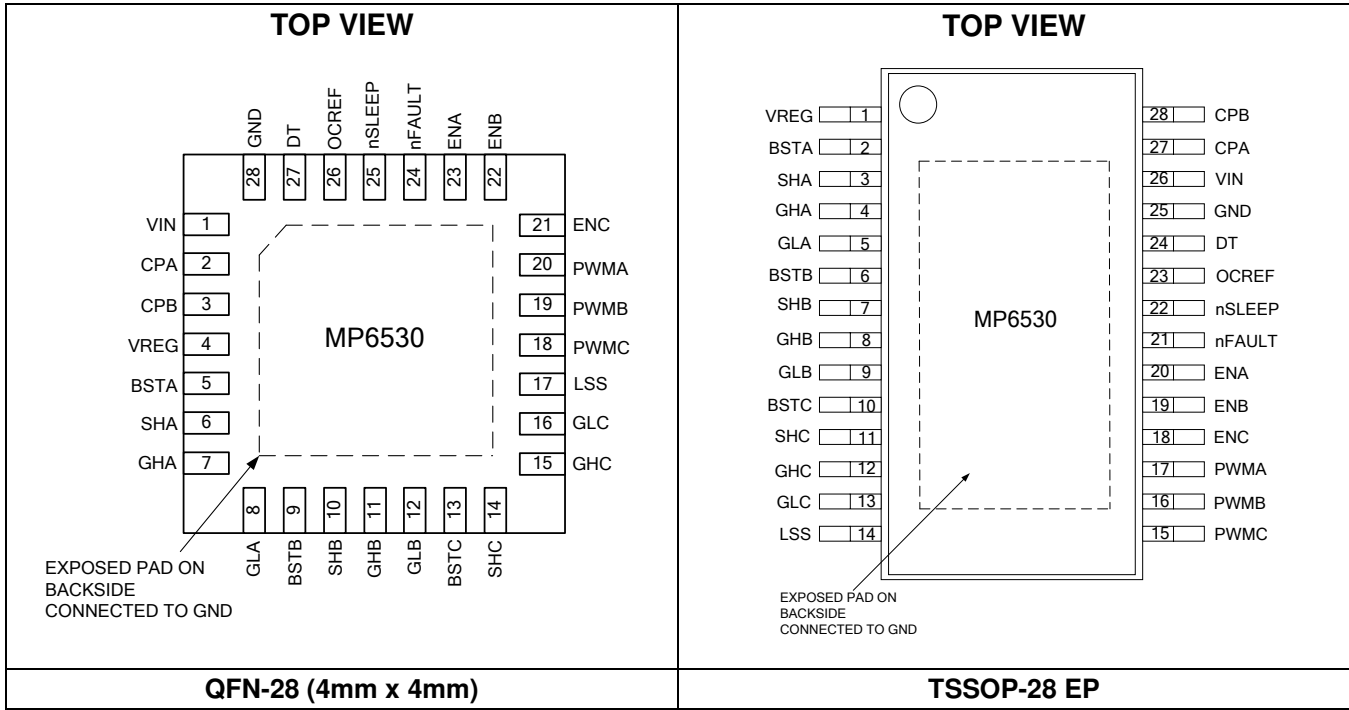 TOP VIEW
GND
DT
OCREF
nSLEEP
nFAULT
ENA
ENB
28
27
26
25
24
23
22
VIN 1
CPA 2
CPB 3
VREG 4
BSTA 5
SHA 6
GHA 7
21 ENC
20 PWMA
19 PWMB
18 PWMC
17 LSS
16 GLC
15 GHC
MP6530
8
9
10
11
12
13
14
GLA
BSTB
SHB
GHB
GLB
BSTC
SHC
EXPOSED PAD ON
BACKSIDE
CONNECTED TO GND
QFN-28 (4mm x 4mm)
TOP VIEW
VREG 1
BSTA 2
SHA 3
GHA 4
GLA 5
BSTB 6
SHB 7
GHB 8
GLB 9
BSTC 10
SHC 11
GHC 12
GLC 13
LSS 14
MP6530
28 CPB
27 CPA
26 VIN
25 GND
24 DT
23 OCREF
22 nSLEEP
21 nFAULT
20 ENA
19 ENB
18 ENC
17 PWMA
16 PWMB
15 PWMC
EXPOSED PAD ON
BACKSIDE
CONNECTED TO GND
TSSOP-28 EP